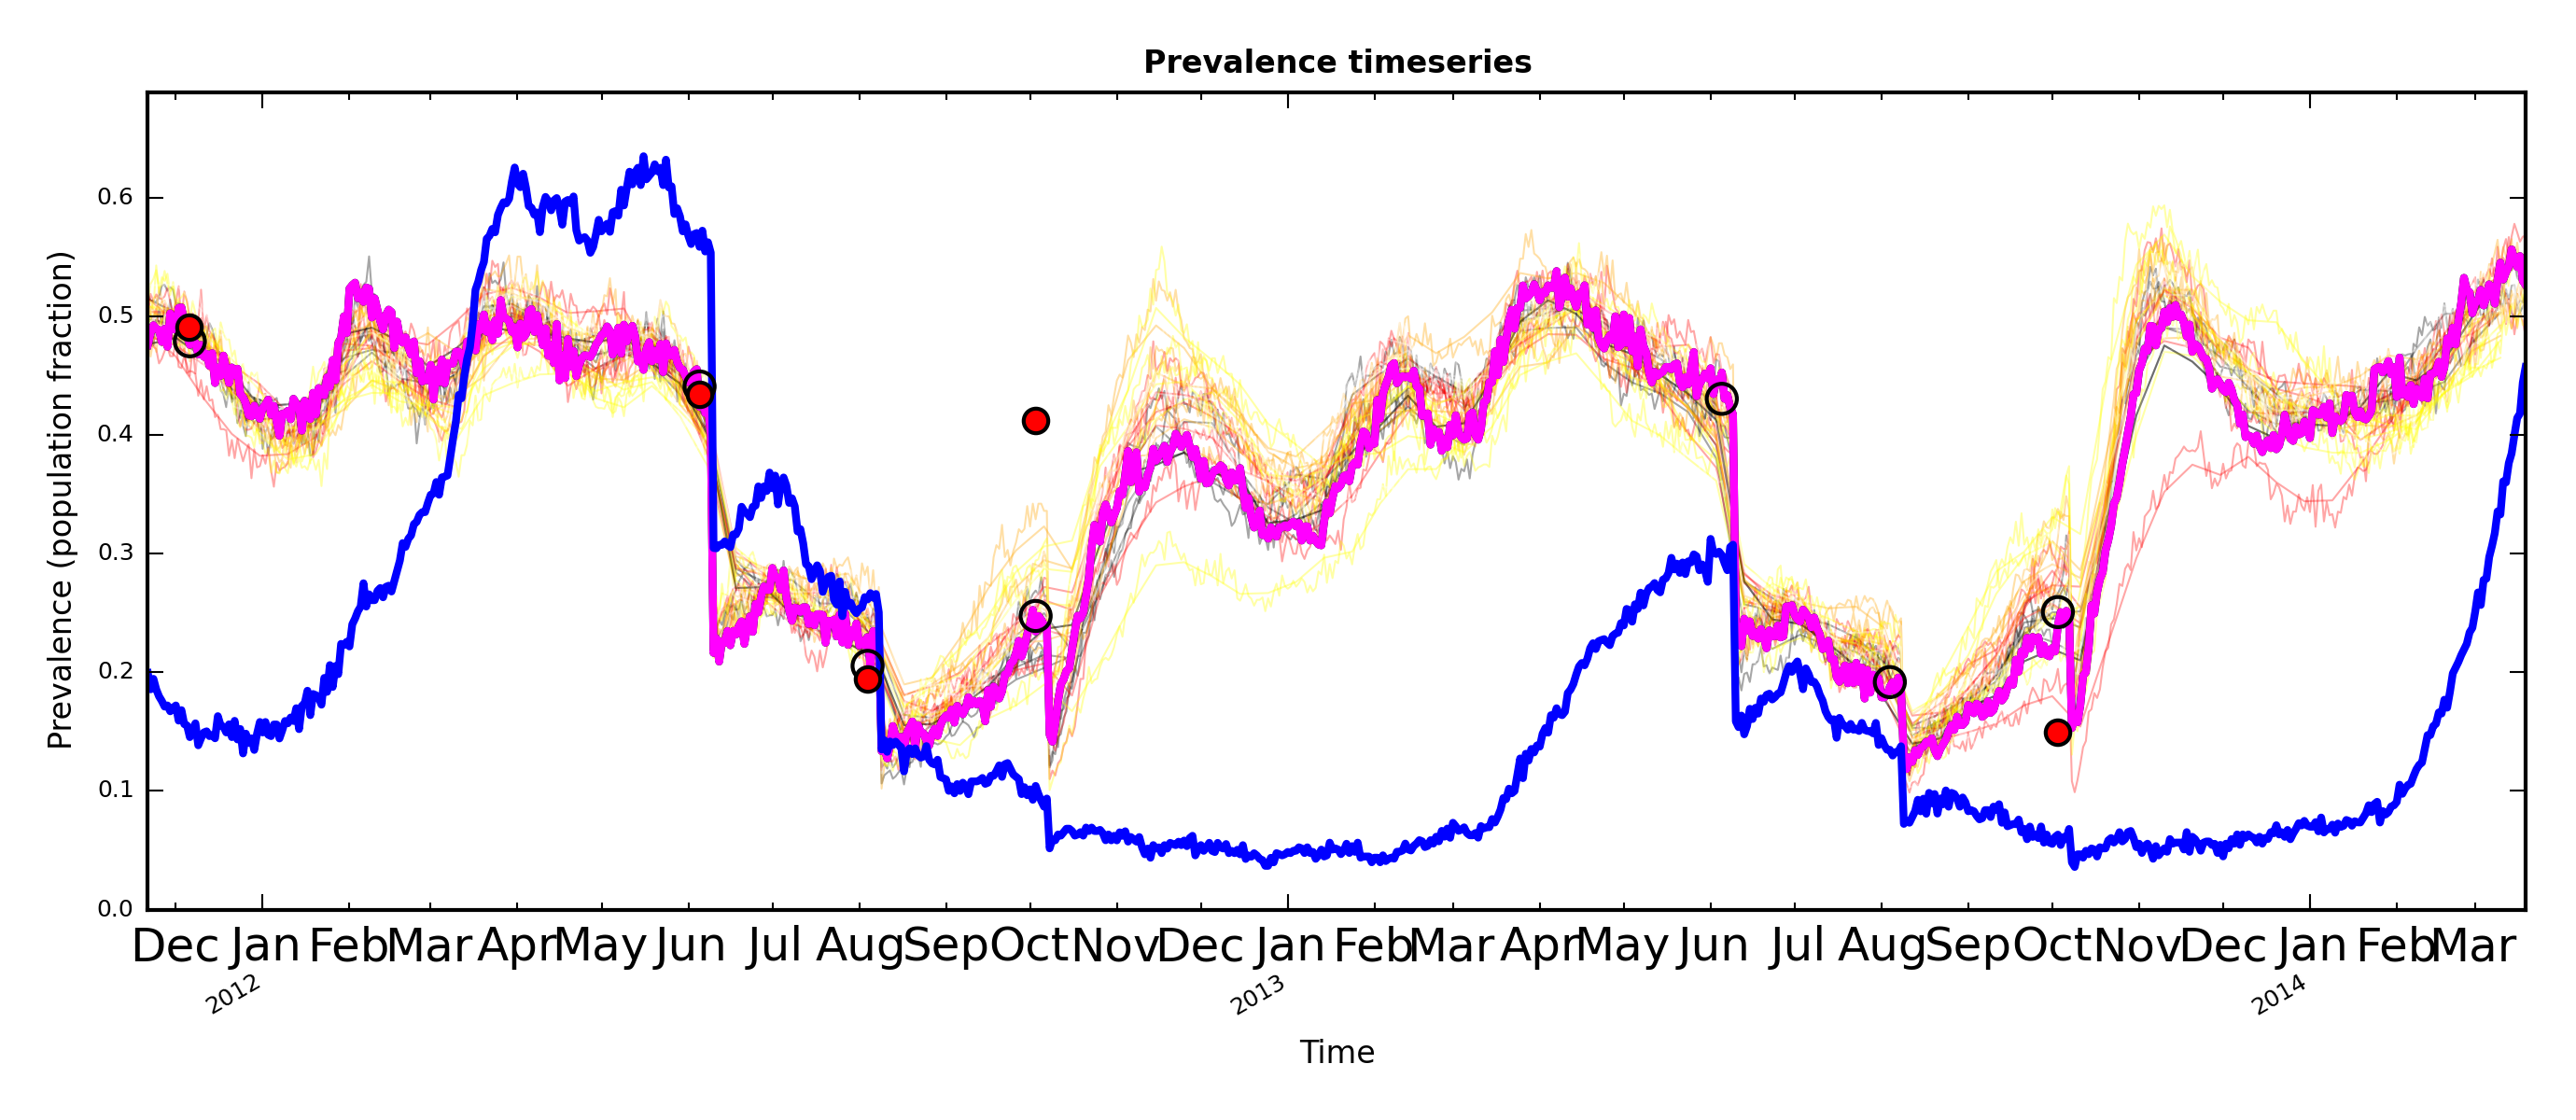 Prevalence timeseries
Prevalence (population fraction)
0.6
0.5
0.4
0.3
0.2
0.1
0.0
Dec Jan Feb Mar Apr May Jun Jul Aug Sep Oct Nov Dec Jan Feb Mar Apr May Jun Jul Aug Sep Oct Nov Dec Jan Feb Mar
2012 2013 2014
Time